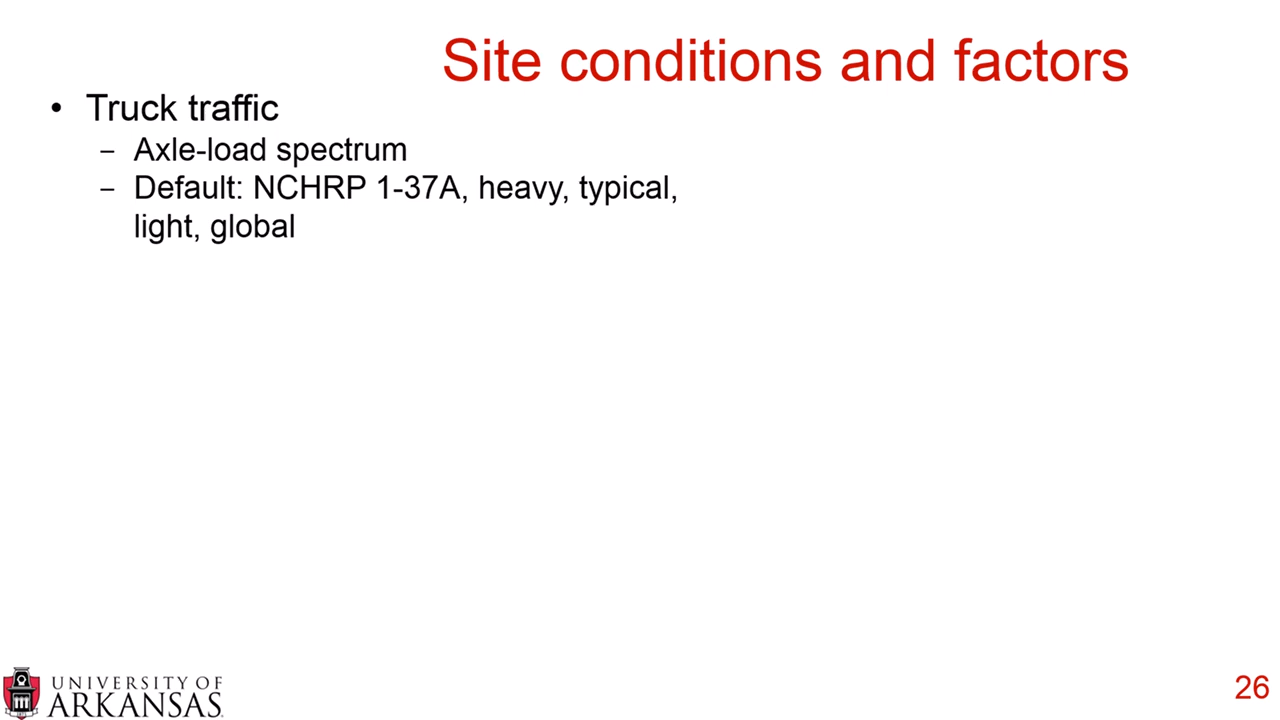 Site conditions and factors
• Truck traffic
– Axle-load spectrum
– Default: NCHRP 1-37A, heavy, typical,
light, global
UNIVERSITY OF
ARKANSAS
26